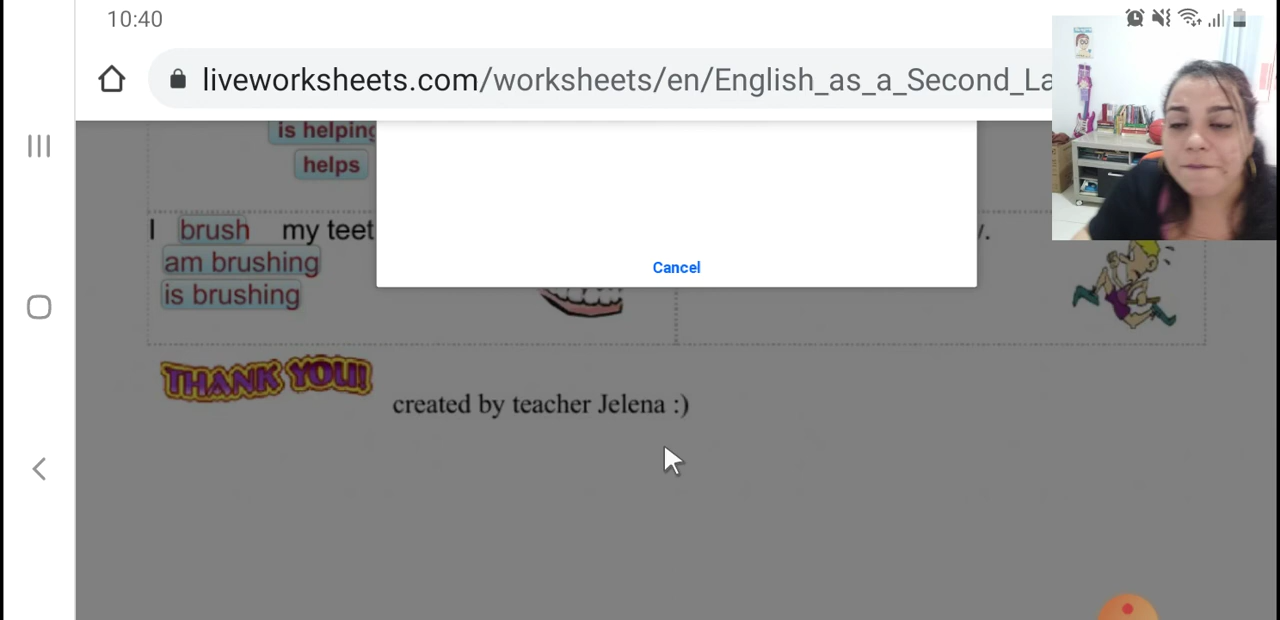 10:40
liveworksheets.com/worksheets/en/English_as_a_Second_La
is helping
helps
I brush my teet
y.
am brushing
Cancel
is brushing
THANK YOU!
created by teacher Jelena :)